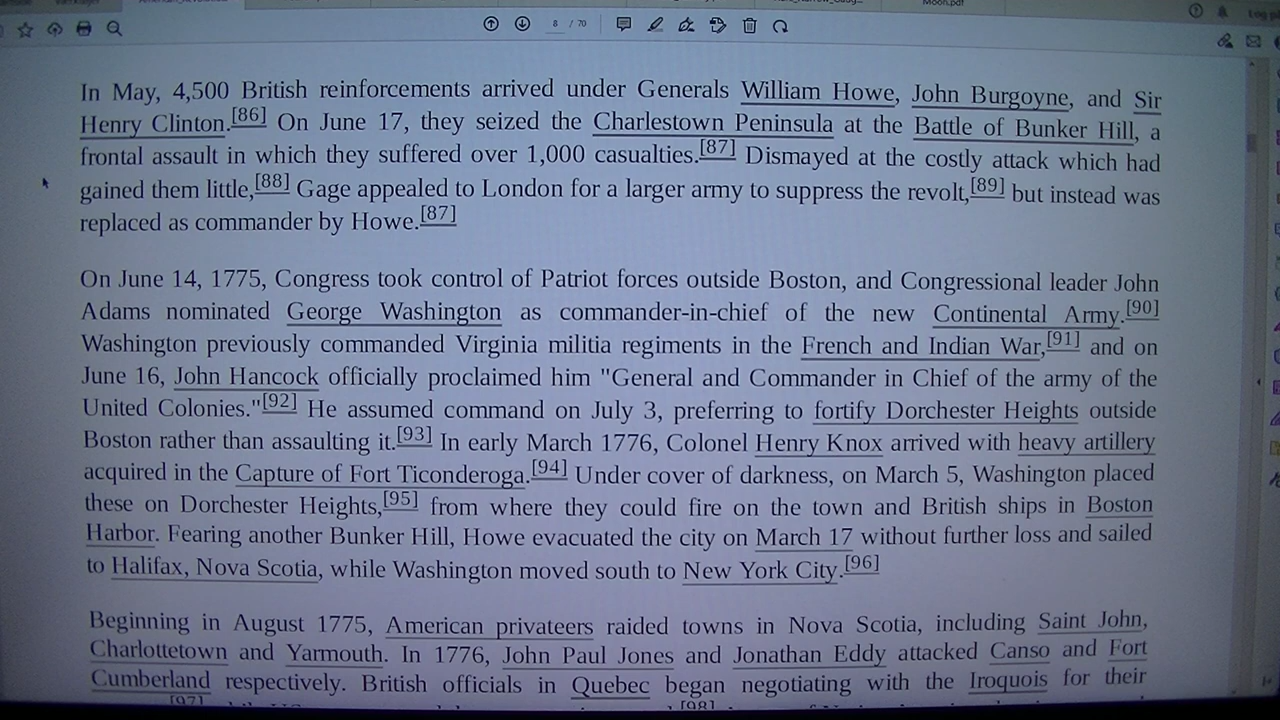 Moon.pdf
8 / 70
In May, 4,500 British reinforcements arrived under Generals William Howe, John Burgoyne, and Sir
Henry Clinton.[86] On June 17, they seized the Charlestown Peninsula at the Battle of Bunker Hill, a
frontal assault in which they suffered over 1,000 casualties.[87] Dismayed at the costly attack which had
gained them little,[88] Gage appealed to London for a larger army to suppress the revolt,[89] but instead was
replaced as commander by Howe.[87]
On June 14, 1775, Congress took control of Patriot forces outside Boston, and Congressional leader John
Adams nominated George Washington as commander-in-chief of the new Continental Army.[90]
Washington previously commanded Virginia militia regiments in the French and Indian War,[91] and on
June 16, John Hancock officially proclaimed him "General and Commander in Chief of the army of the
United Colonies."[92] He assumed command on July 3, preferring to fortify Dorchester Heights outside
Boston rather than assaulting it.[93] In early March 1776, Colonel Henry Knox arrived with heavy artillery
acquired in the Capture of Fort Ticonderoga.[94] Under cover of darkness, on March 5, Washington placed
these on Dorchester Heights,[95] from where they could fire on the town and British ships in Boston
Harbor. Fearing another Bunker Hill, Howe evacuated the city on March 17 without further loss and sailed
to Halifax, Nova Scotia, while Washington moved south to New York City.[96]
Beginning in August 1775, American privateers raided towns in Nova Scotia, including Saint John,
Charlottetown and Yarmouth. In 1776, John Paul Jones and Jonathan Eddy attacked Canso and Fort
Cumberland respectively. British officials in Quebec began negotiating with the Iroquois for their
[97] [98]